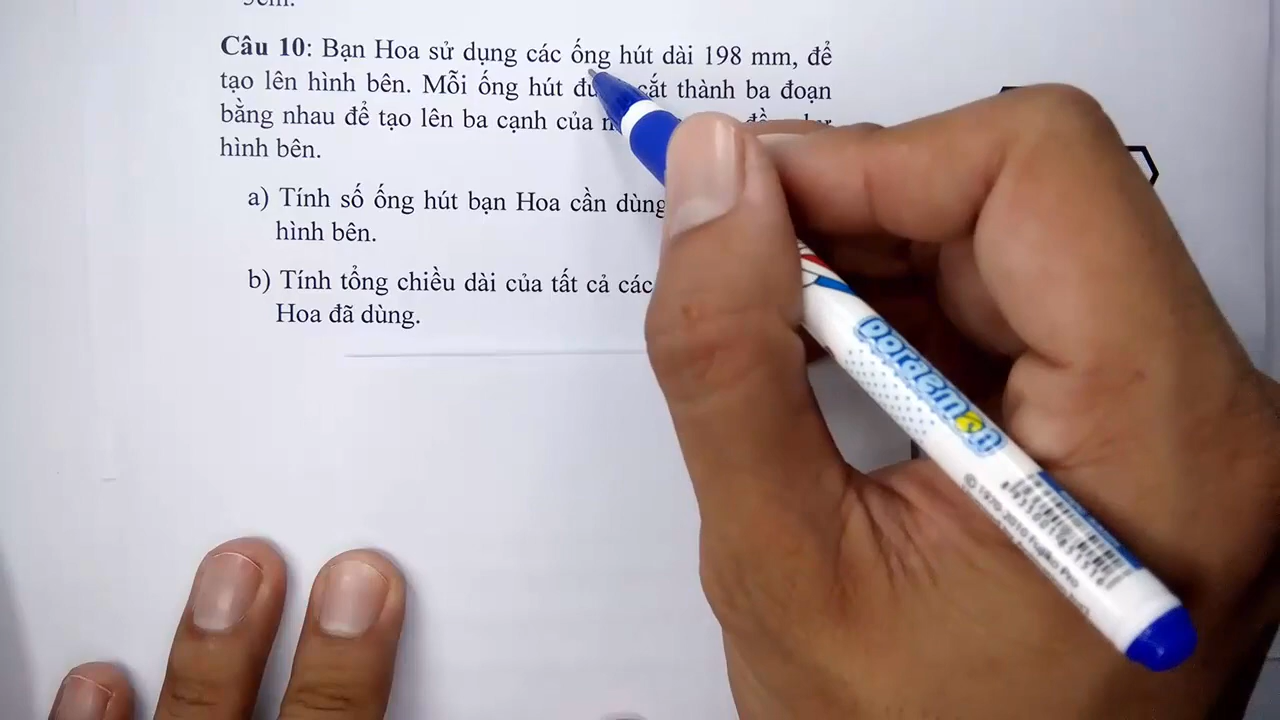 5cm.
Câu 10: Bạn Hoa sử dụng các ống hút dài 198 mm, để
tạo lên hình bên. Mỗi ống hút cắt thành ba đoạn
bằng nhau để tạo lên ba cạnh của
hình bên.
a) Tính số ống hút bạn Hoa cần dùng
hình bên.
b) Tính tổng chiều dài của tất cả các
Hoa đã dùng.
Doraemon